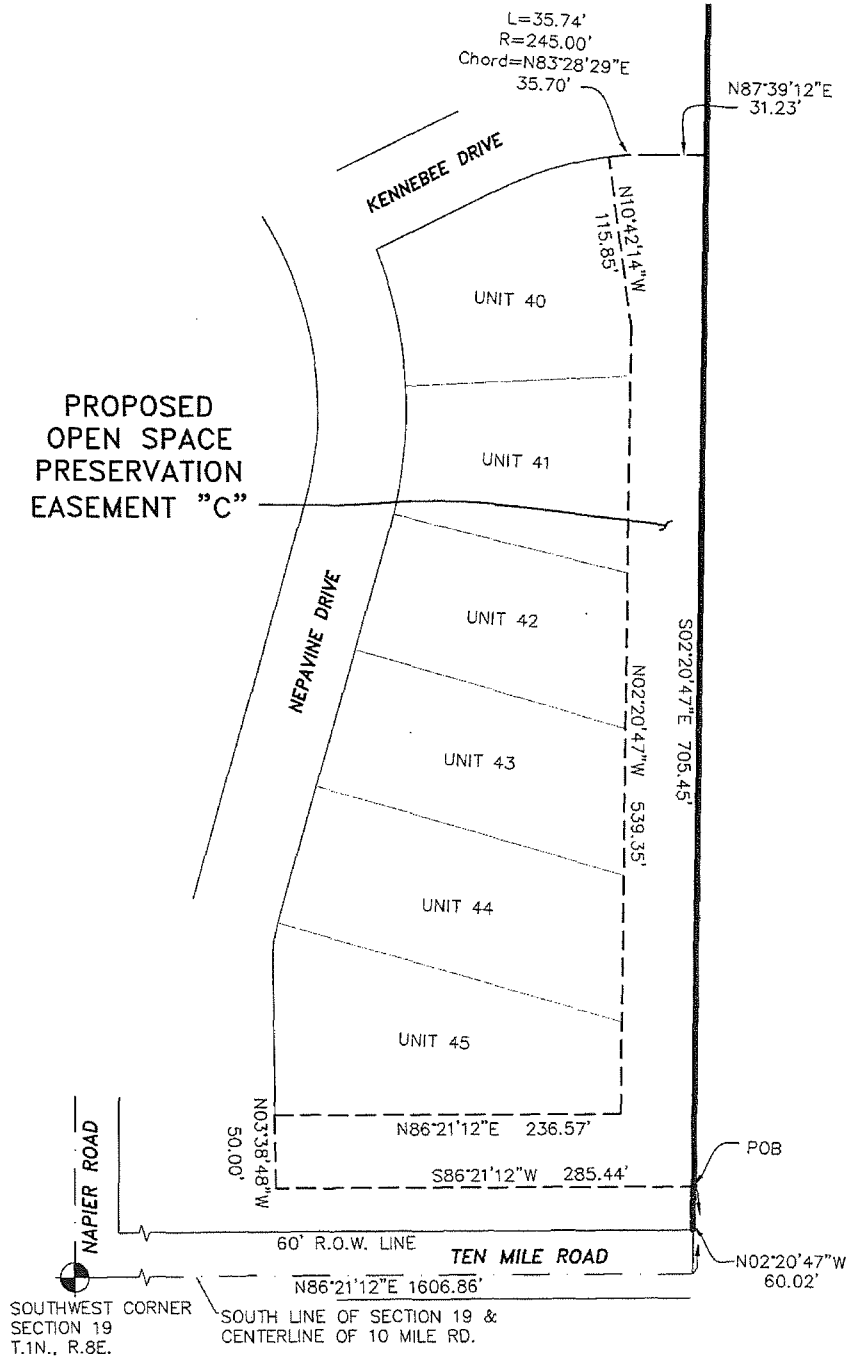 L=35.74'
R=245.00'
Chord=N83°28'29"E
35.70'
N87°39'12"E
31.23'
KENNEBEE DRIVE
N10°42'14"W
115.85'
UNIT 40
PROPOSED
OPEN SPACE
PRESERVATION
EASEMENT "C"
UNIT 41
UNIT 42
NEPAVINE DRIVE
S02°20'47"E 705.45'
N02°20'47"W 539.35'
UNIT 43
UNIT 44
UNIT 45
N03°38'48"W
50.00'
N86°21'12"E 236.57'
POB
S86°21'12"W 285.44'
NAPIER ROAD
60' R.O.W. LINE
TEN MILE ROAD
N02°20'47"W
60.02'
N86°21'12"E 1606.86'
SOUTHWEST CORNER
SECTION 19
T.1N., R.8E.
SOUTH LINE OF SECTION 19 &
CENTERLINE OF 10 MILE RD.